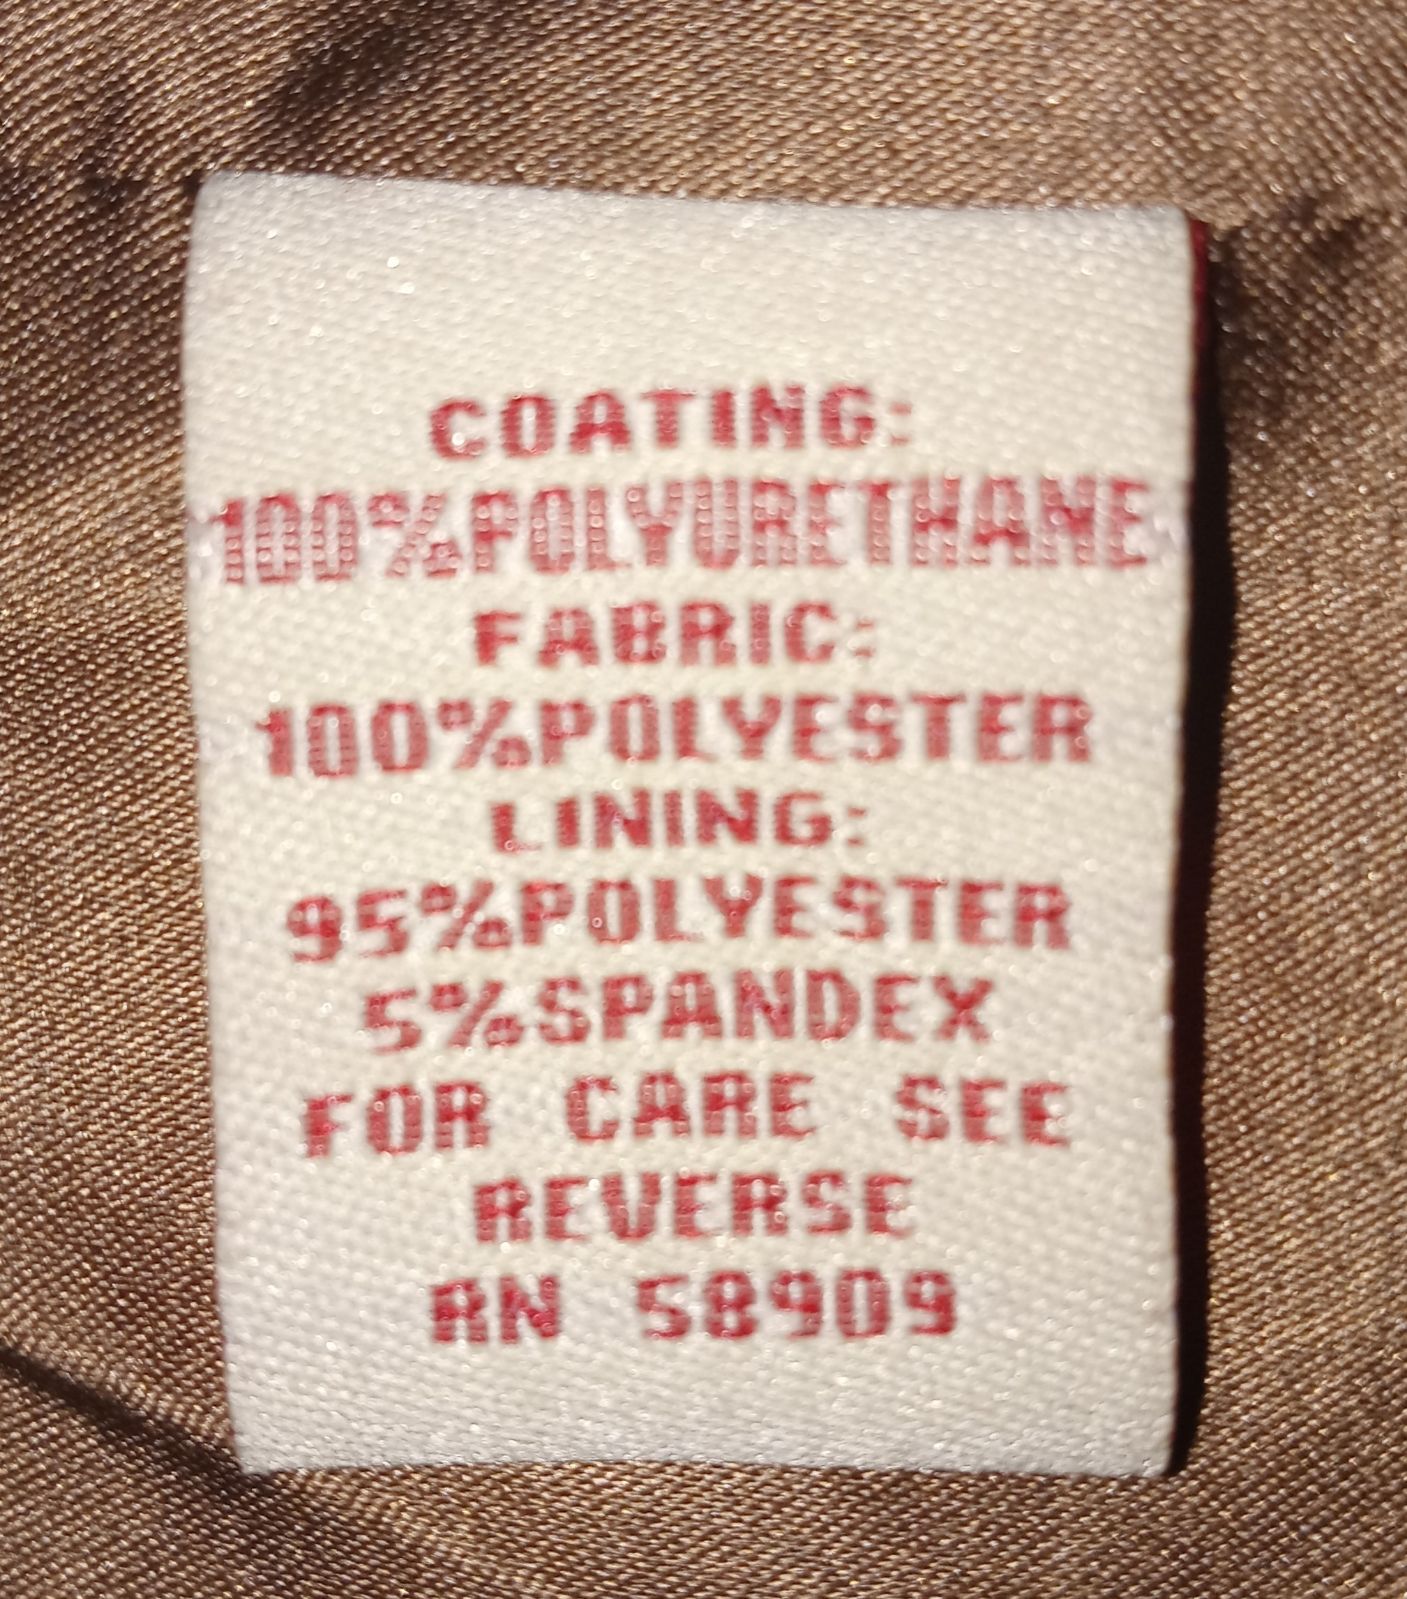 COATING:
100%POLYURETHANE
FABRIC:
100%POLYESTER
LINING:
95%POLYESTER
5%SPANDEX
FOR CARE SEE
REVERSE
RN 58909